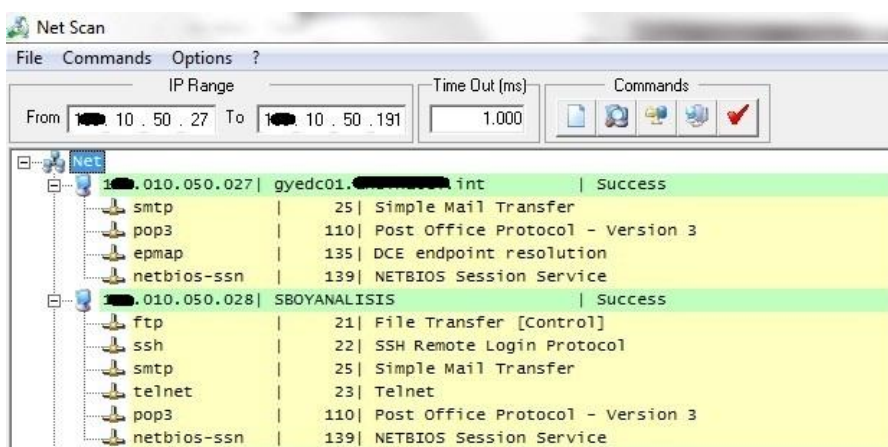 Net Scan
File Commands Options ?
IP Range
Time Out (ms)
Commands
From 10 . 50 . 27 To 10 . 50 .191 1.000
Net
1 .010.050.027| gyedc01. int | Success
smtp | 25| Simple Mail Transfer
pop3 | 110| Post Office Protocol - Version 3
epmap | 135| DCE endpoint resolution
netbios-ssn | 139| NETBIOS Session Service
.010.050.028| SBOYANALISIS | Success
ftp | 21| File Transfer [Control]
ssh | 22| SSH Remote Login Protocol
smtp | 25| Simple Mail Transfer
telnet | 23| Telnet
pop3 | 110| Post Office Protocol - Version 3
netbios-ssn | 139| NETBIOS Session Service